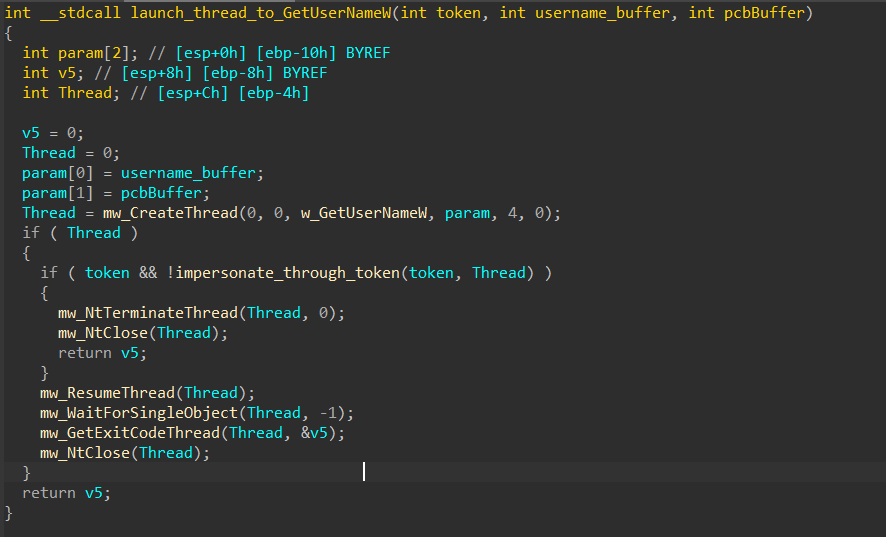 int __stdcall launch_thread_to_GetUserNameW(int token, int username_buffer, int pcbBuffer)
{
  int param[2]; // [esp+0h] [ebp-10h] BYREF
  int v5; // [esp+8h] [ebp-8h] BYREF
  int Thread; // [esp+Ch] [ebp-4h]

  v5 = 0;
  Thread = 0;
  param[0] = username_buffer;
  param[1] = pcbBuffer;
  Thread = mw_CreateThread(0, 0, w_GetUserNameW, param, 4, 0);
  if ( Thread )
  {
    if ( token && !impersonate_through_token(token, Thread) )
    {
      mw_NtTerminateThread(Thread, 0);
      mw_NtClose(Thread);
      return v5;
    }
    mw_ResumeThread(Thread);
    mw_WaitForSingleObject(Thread, -1);
    mw_GetExitCodeThread(Thread, &v5);
    mw_NtClose(Thread);
  }
  return v5;
}